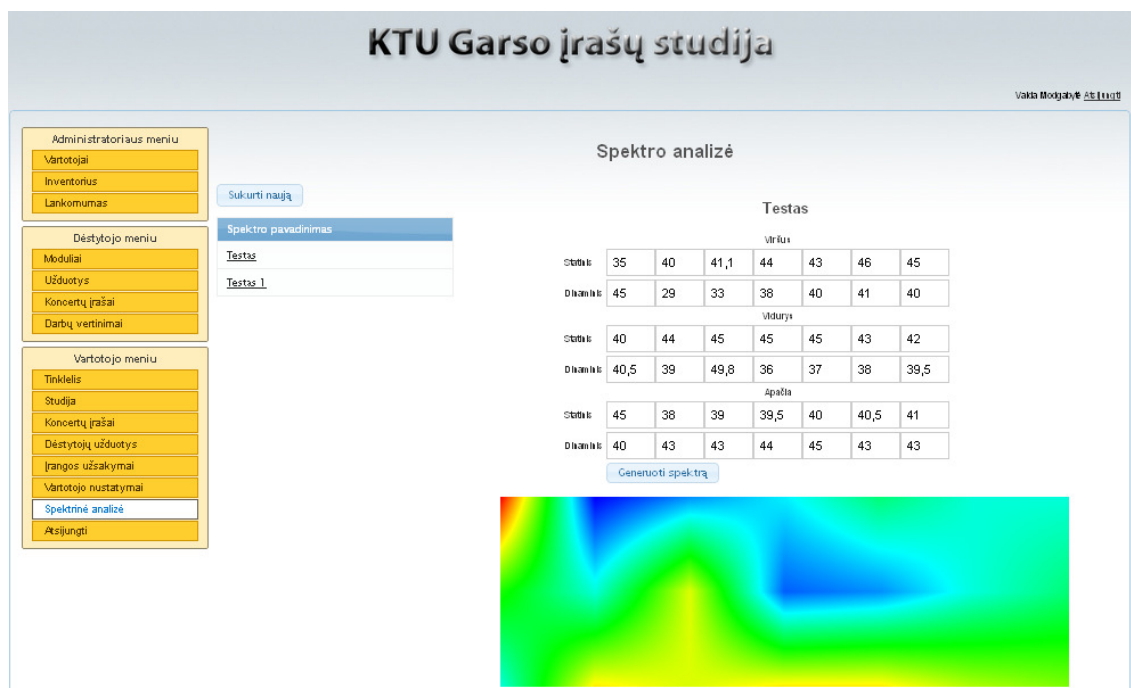 KTU Garso įrašų studija
Atsijungti
Administratoriaus meniu
Vartotojai
Inventorius
Lankomumas
Dėstytojo meniu
Moduliai
Užduotys
Koncertų įrašai
Darbų vertinimai
Vartotojo meniu
Tinklelis
Studija
Koncertų įrašai
Dėstytojų užduotys
Įrangos užsakymai
Vartotojo nustatymai
Spektrinė analizė
Atsijungti
Spektro analizė
Sukurti naują
Spektro pavadinimas
Testas
Testas 1
Testas
Viršus
Statinis 35 40 41,1 44 43 46 45
Dinaminis 45 29 33 38 40 41 40
Vidurys
Statinis 40 44 45 45 45 43 42
Dinaminis 40,5 39 49,8 36 37 38 39,5
Apačia
Statinis 45 38 39 39,5 40 40,5 41
Dinaminis 40 43 43 44 45 43 43
Generuoti spektrą